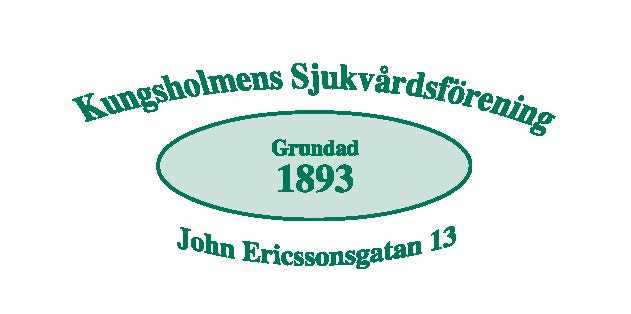 Kungsholmens Sjukvårdsförening
Grundad
1893
John Ericssonsgatan 13